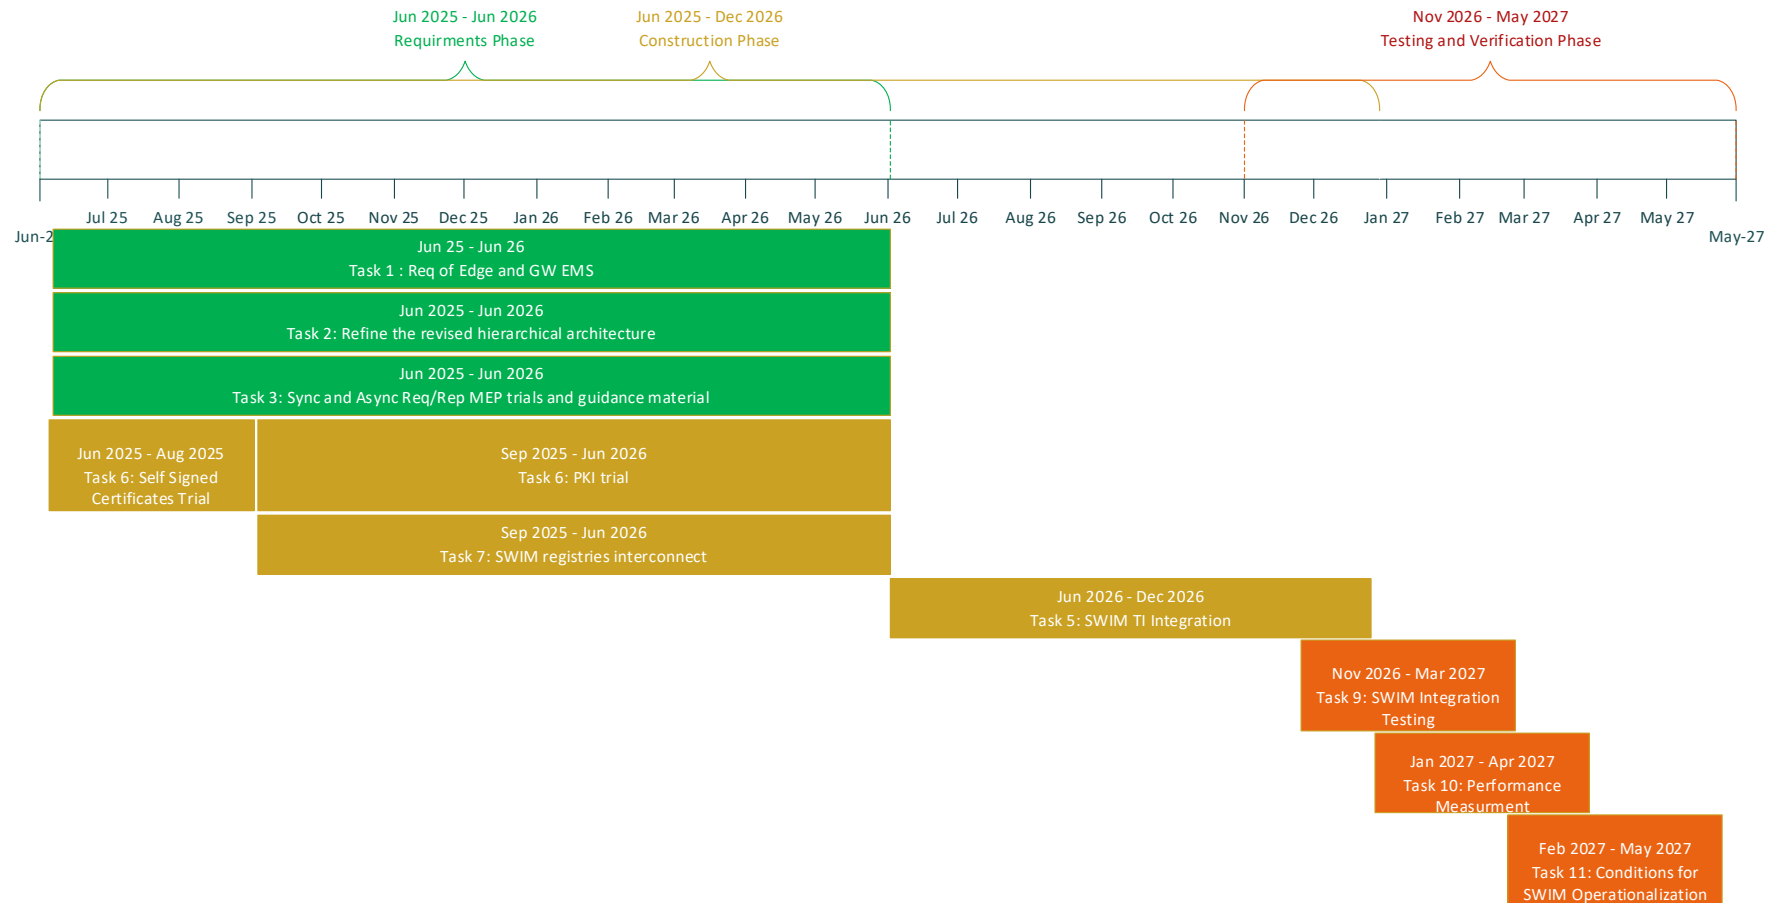 Jun 2025 - Jun 2026
Requirments Phase
Jun 2025 - Dec 2026
Construction Phase
Nov 2026 - May 2027
Testing and Verification Phase
Jul 25 Aug 25 Sep 25 Oct 25 Nov 25 Dec 25 Jan 26 Feb 26 Mar 26 Apr 26 May 26 Jun 26 Jul 26 Aug 26 Sep 26 Oct 26 Nov 26 Dec 26 Jan 27 Feb 27 Mar 27 Apr 27 May 27
Jun-2 May-27
Jun 25 - Jun 26
Task 1 : Req of Edge and GW EMS
Jun 2025 - Jun 2026
Task 2: Refine the revised hierarchical architecture
Jun 2025 - Jun 2026
Task 3: Sync and Async Req/Rep MEP trials and guidance material
Jun 2025 - Aug 2025
Task 6: Self Signed
Certificates Trial
Sep 2025 - Jun 2026
Task 6: PKI trial
Sep 2025 - Jun 2026
Task 7: SWIM registries interconnect
Jun 2026 - Dec 2026
Task 5: SWIM TI Integration
Nov 2026 - Mar 2027
Task 9: SWIM Integration
Testing
Jan 2027 - Apr 2027
Task 10: Performance
Measurment
Feb 2027 - May 2027
Task 11: Conditions for
SWIM Operationalization